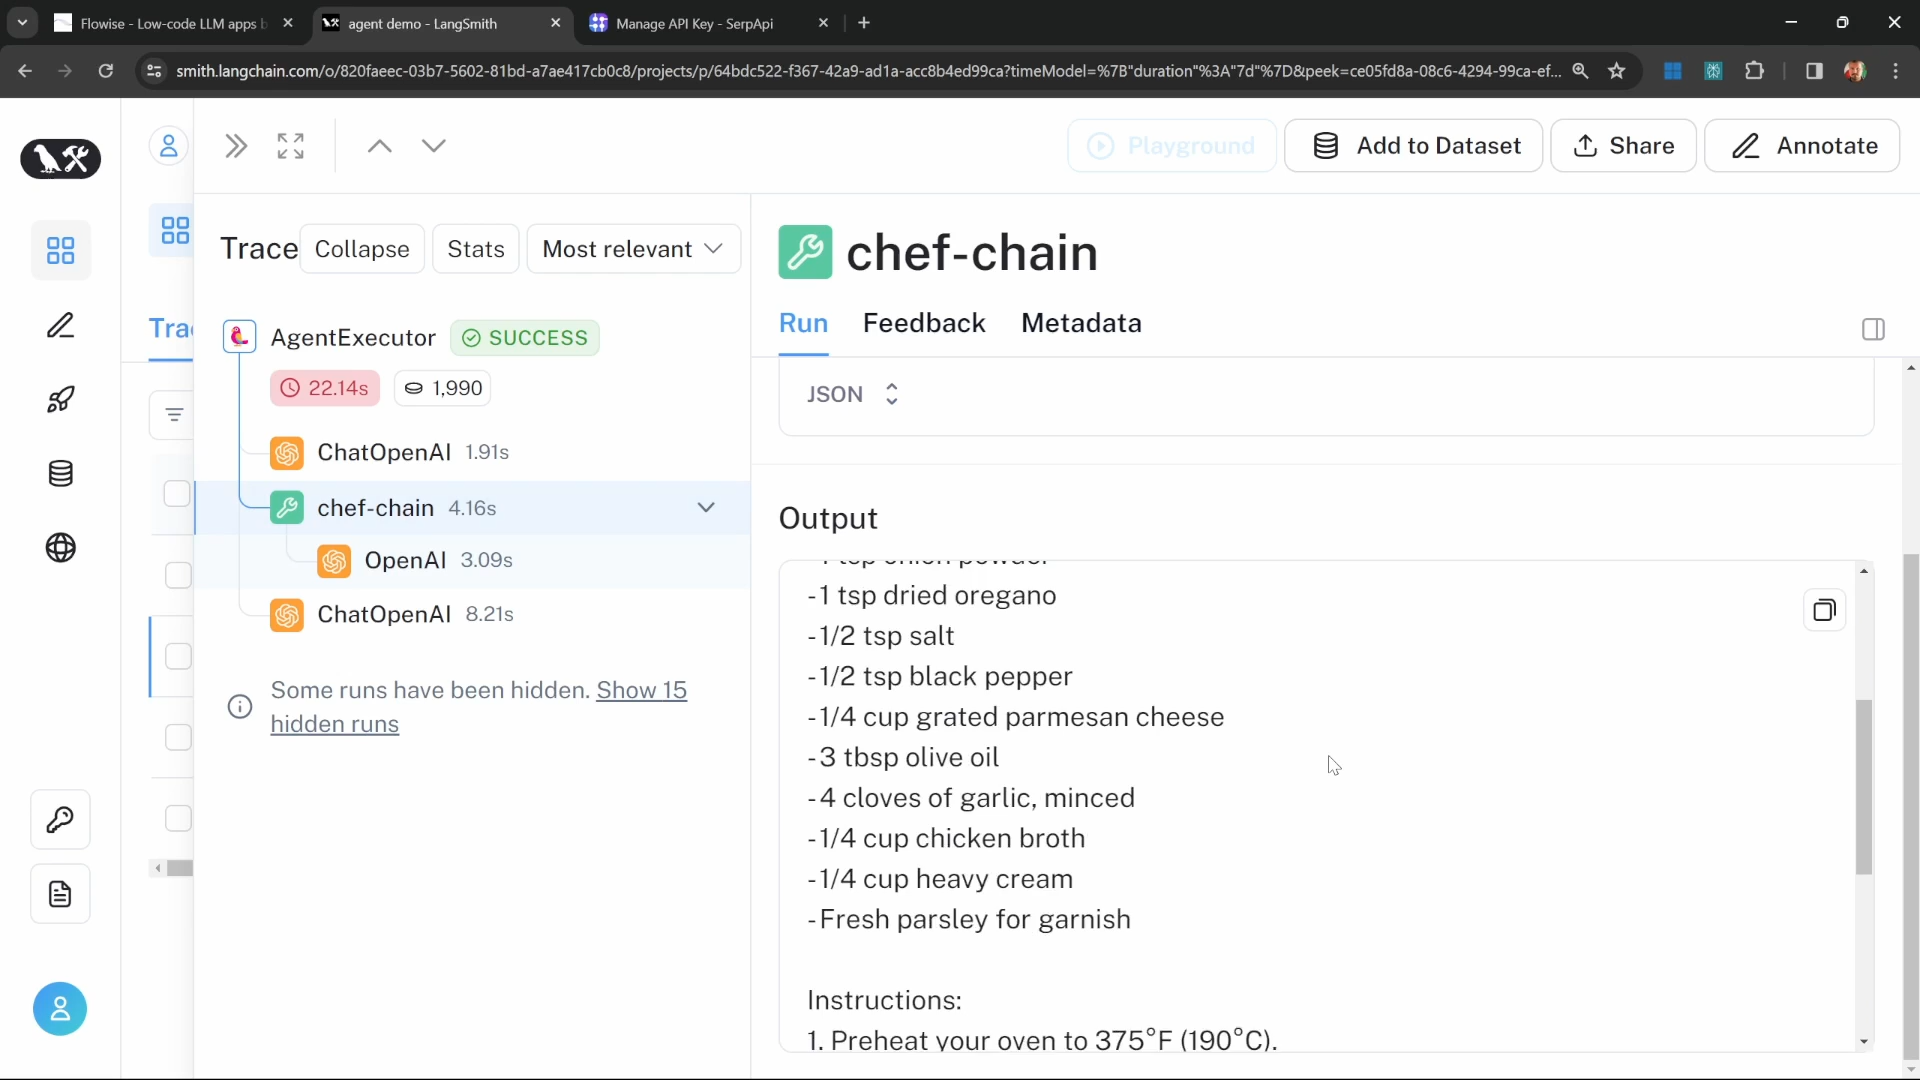 Flowise - Low-code LLM apps b
agent demo - LangSmith
Manage API Key - SerpApi
smith.langchain.com/o/820faeec-03b7-5602-81bd-a7ae417cb0c8/projects/p/64bdc522-f367-42a9-ad1a-acc8b4ed99ca?timeModel=%7B"duration"%3A"7d"%7D&peek=ce05fd8a-08c6-4294-99ca-ef...
Playground
Add to Dataset
Share
Annotate
Trac
Trace
Collapse
Stats
Most relevant
AgentExecutor SUCCESS
22.14s 1,990
ChatOpenAI 1.91s
chef-chain 4.16s
OpenAI 3.09s
ChatOpenAI 8.21s
Some runs have been hidden. Show 15
hidden runs
chef-chain
Run Feedback Metadata
JSON
Output
- 1 tsp onion powder
- 1 tsp dried oregano
- 1/2 tsp salt
- 1/2 tsp black pepper
- 1/4 cup grated parmesan cheese
- 3 tbsp olive oil
- 4 cloves of garlic, minced
- 1/4 cup chicken broth
- 1/4 cup heavy cream
- Fresh parsley for garnish
Instructions:
1. Preheat your oven to 375°F (190°C).